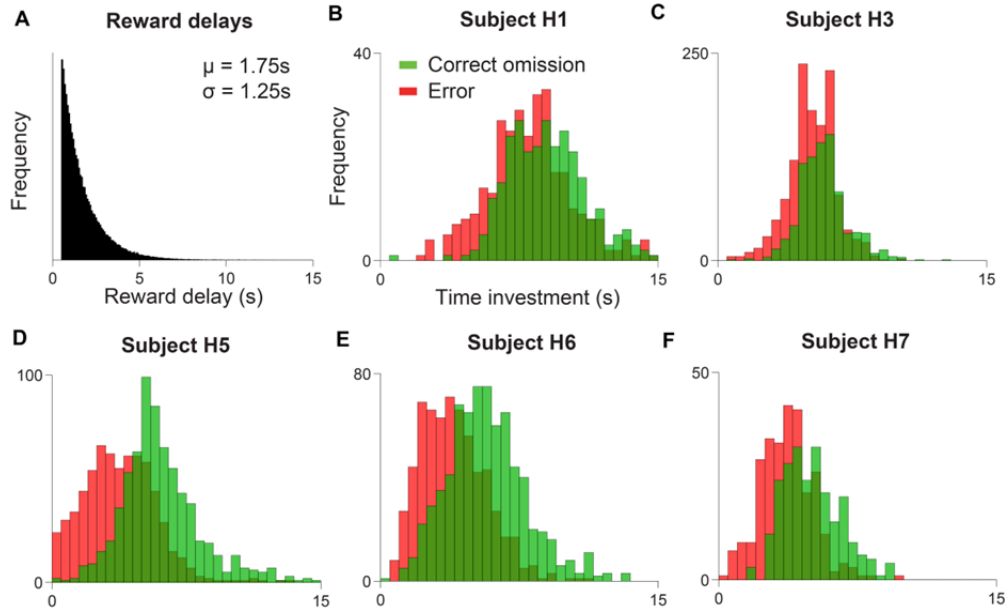 A
Reward delays
μ = 1.75s
σ = 1.25s
Frequency
0
5
10
15
Reward delay (s)
B
Subject H1
40
Correct omission
Error
Frequency
0
0
15
Time investment (s)
C
Subject H3
250
0
0
15
D
Subject H5
100
0
0
15
E
Subject H6
80
0
0
15
F
Subject H7
50
0
0
15